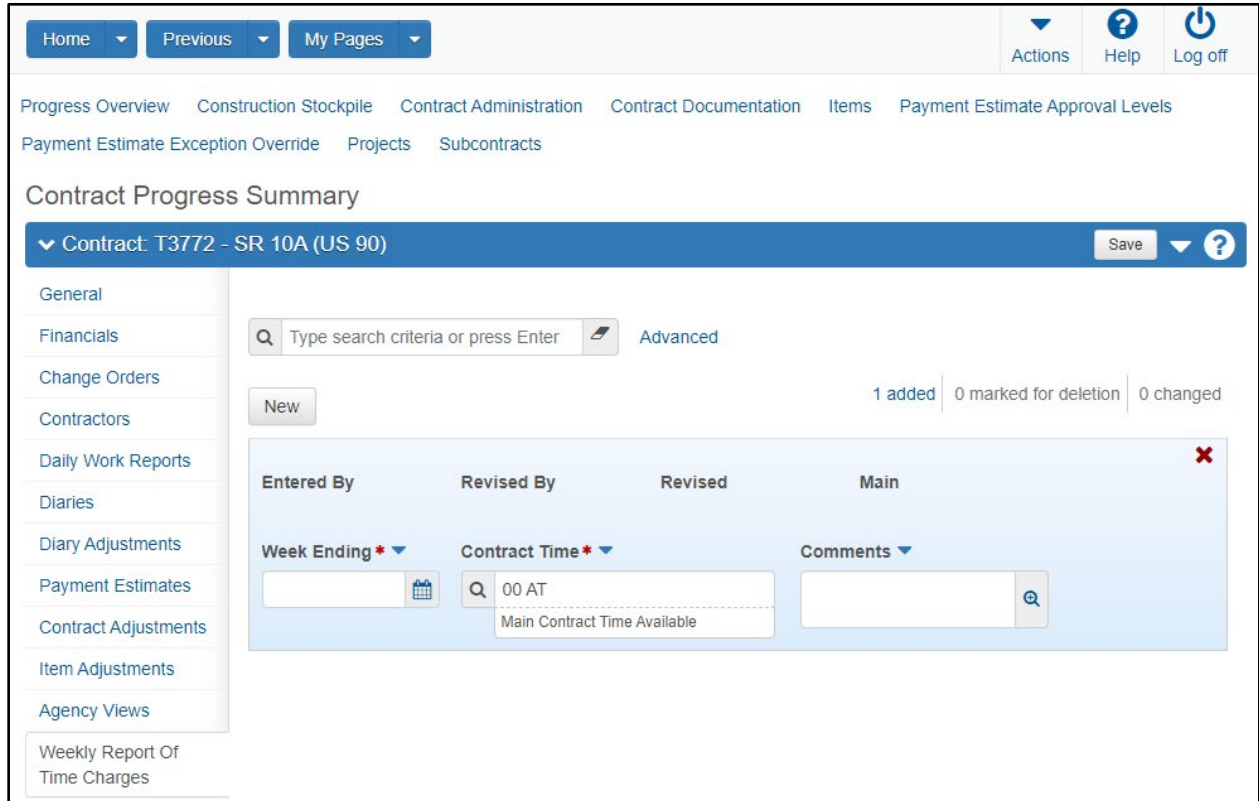 Home Previous My Pages Actions Help Log off
Progress Overview Construction Stockpile Contract Administration Contract Documentation Items Payment Estimate Approval Levels
Payment Estimate Exception Override Projects Subcontracts
Contract Progress Summary
Contract: T3772 - SR 10A (US 90) Save ?
General
Financials
Change Orders
Contractors
Daily Work Reports
Diaries
Diary Adjustments
Payment Estimates
Contract Adjustments
Item Adjustments
Agency Views
Weekly Report Of
Time Charges
Type search criteria or press Enter Advanced
New 1 added 0 marked for deletion 0 changed
Entered By Revised By Revised Main
Week Ending * Contract Time * Comments
00 AT
Main Contract Time Available